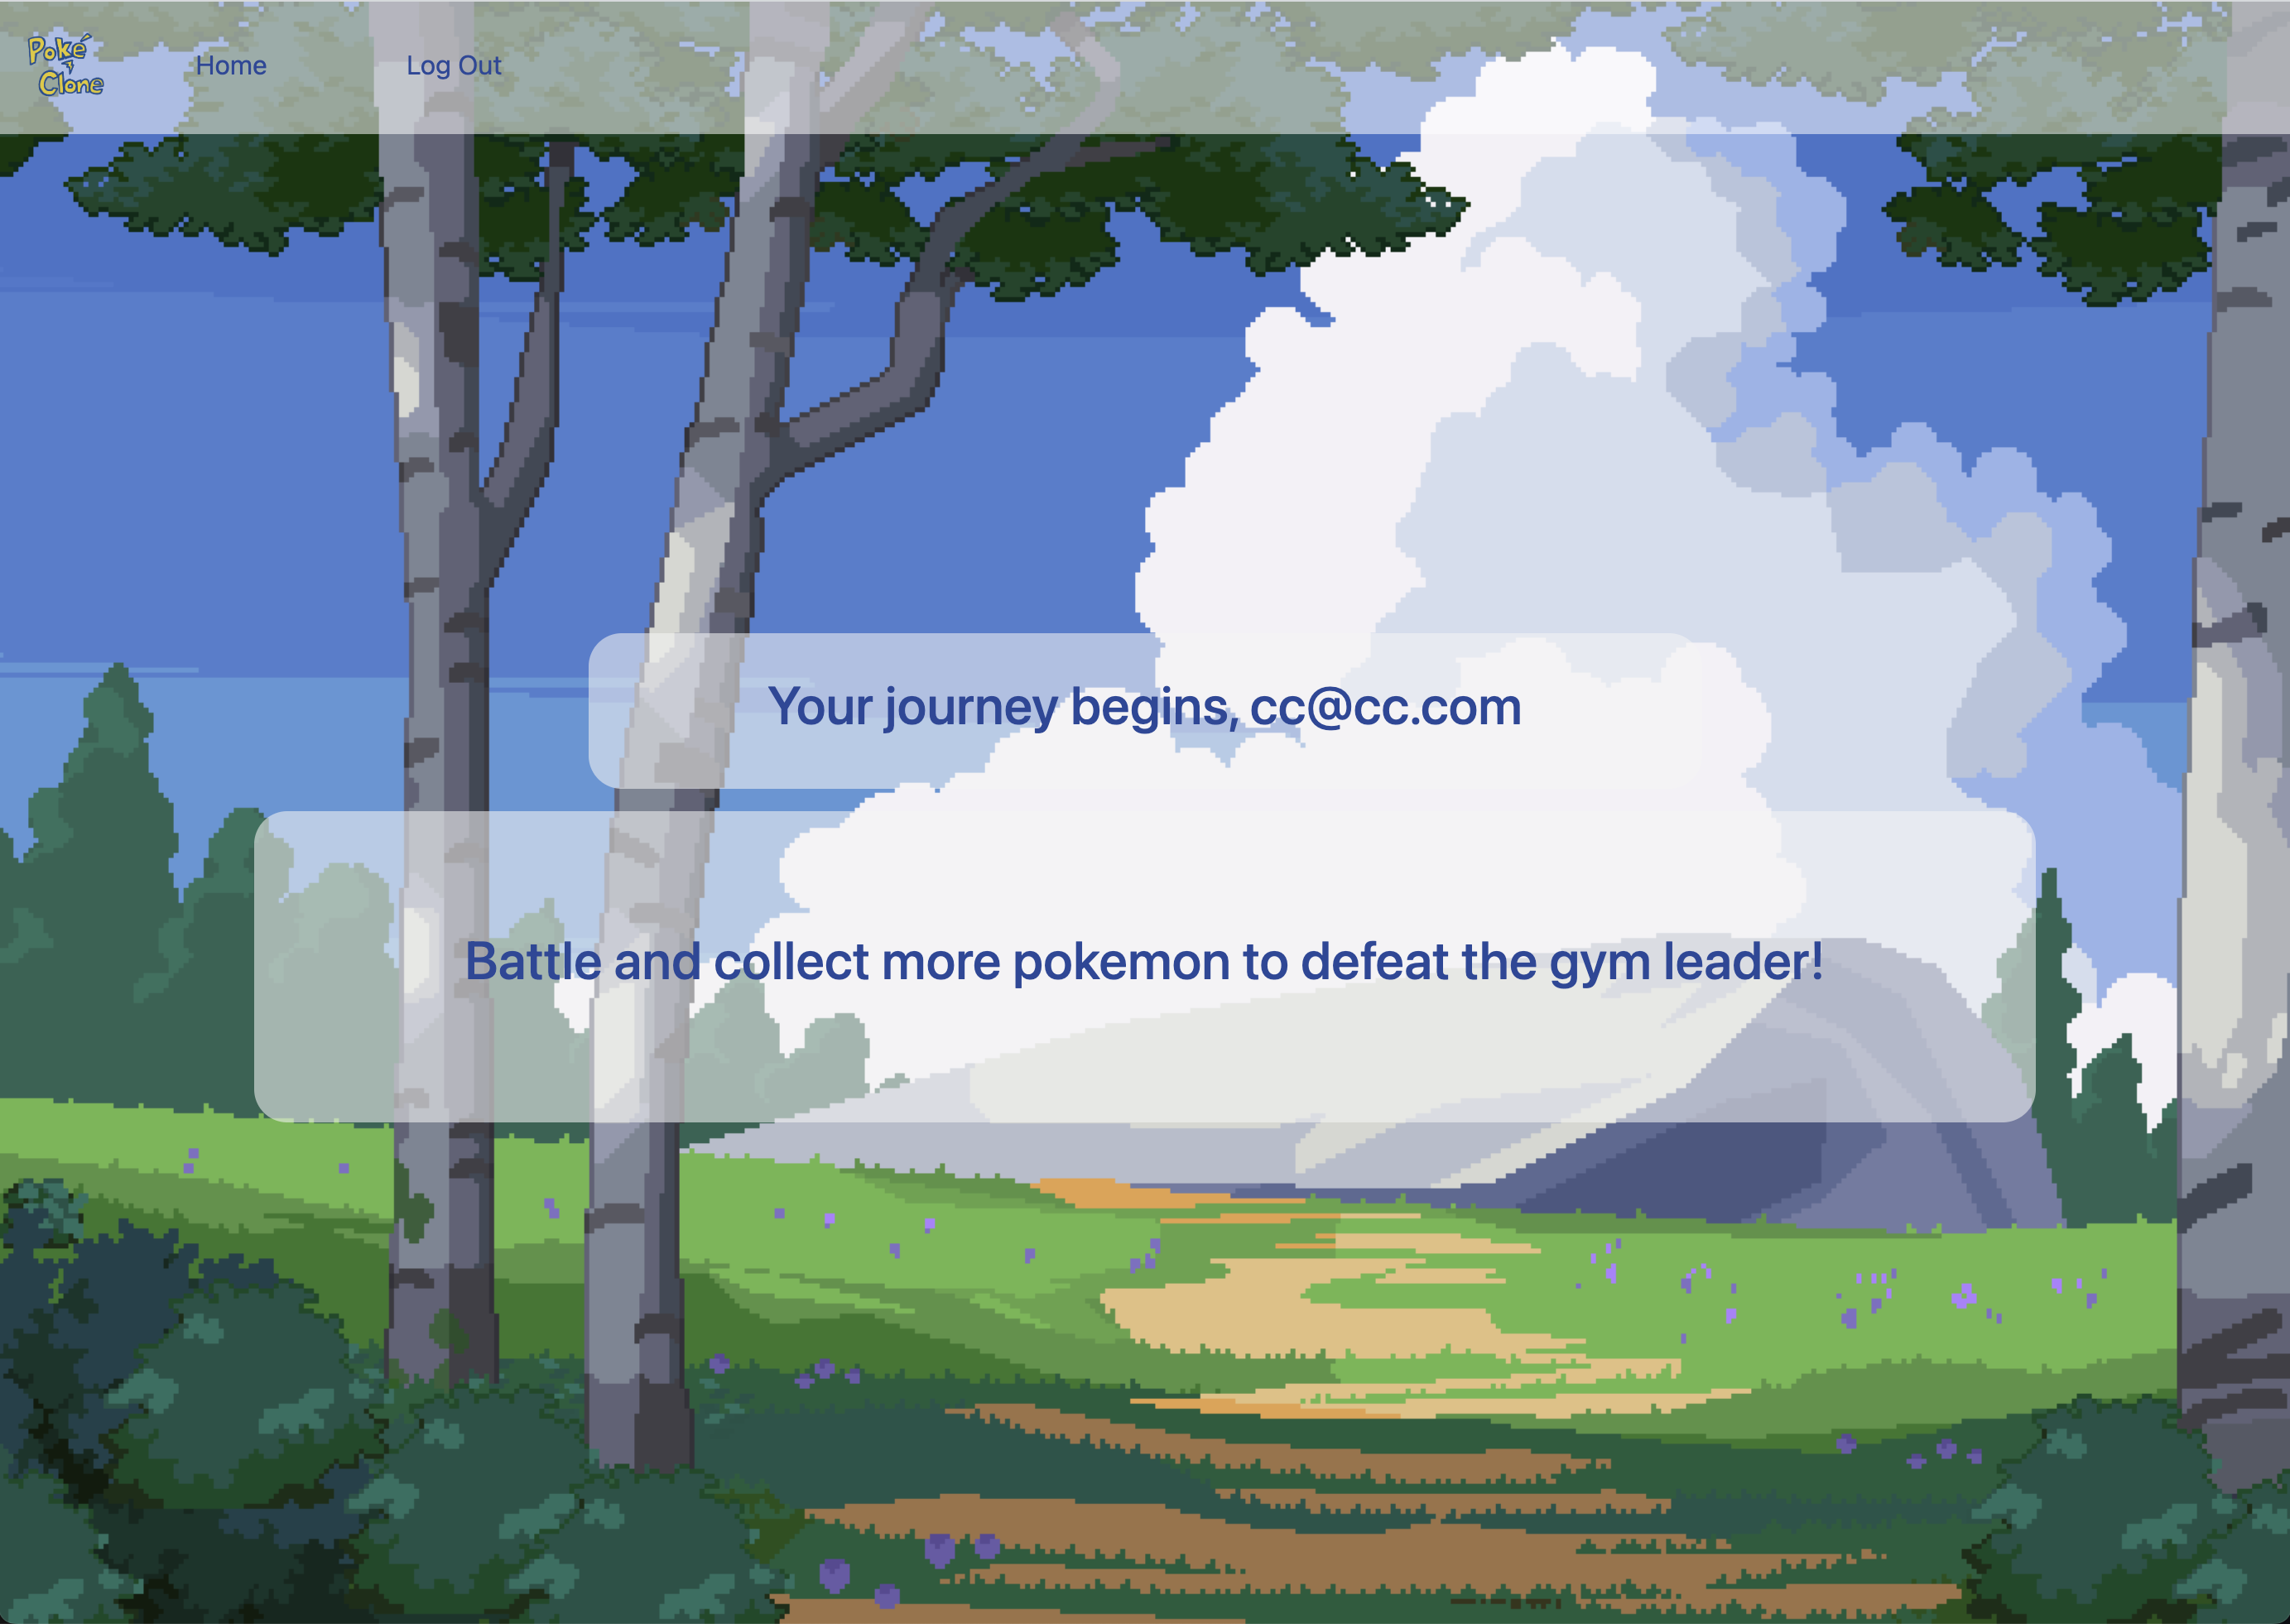 Poké
Clone
Home
Log Out
Your journey begins, cc@cc.com
Battle and collect more pokemon to defeat the gym leader!